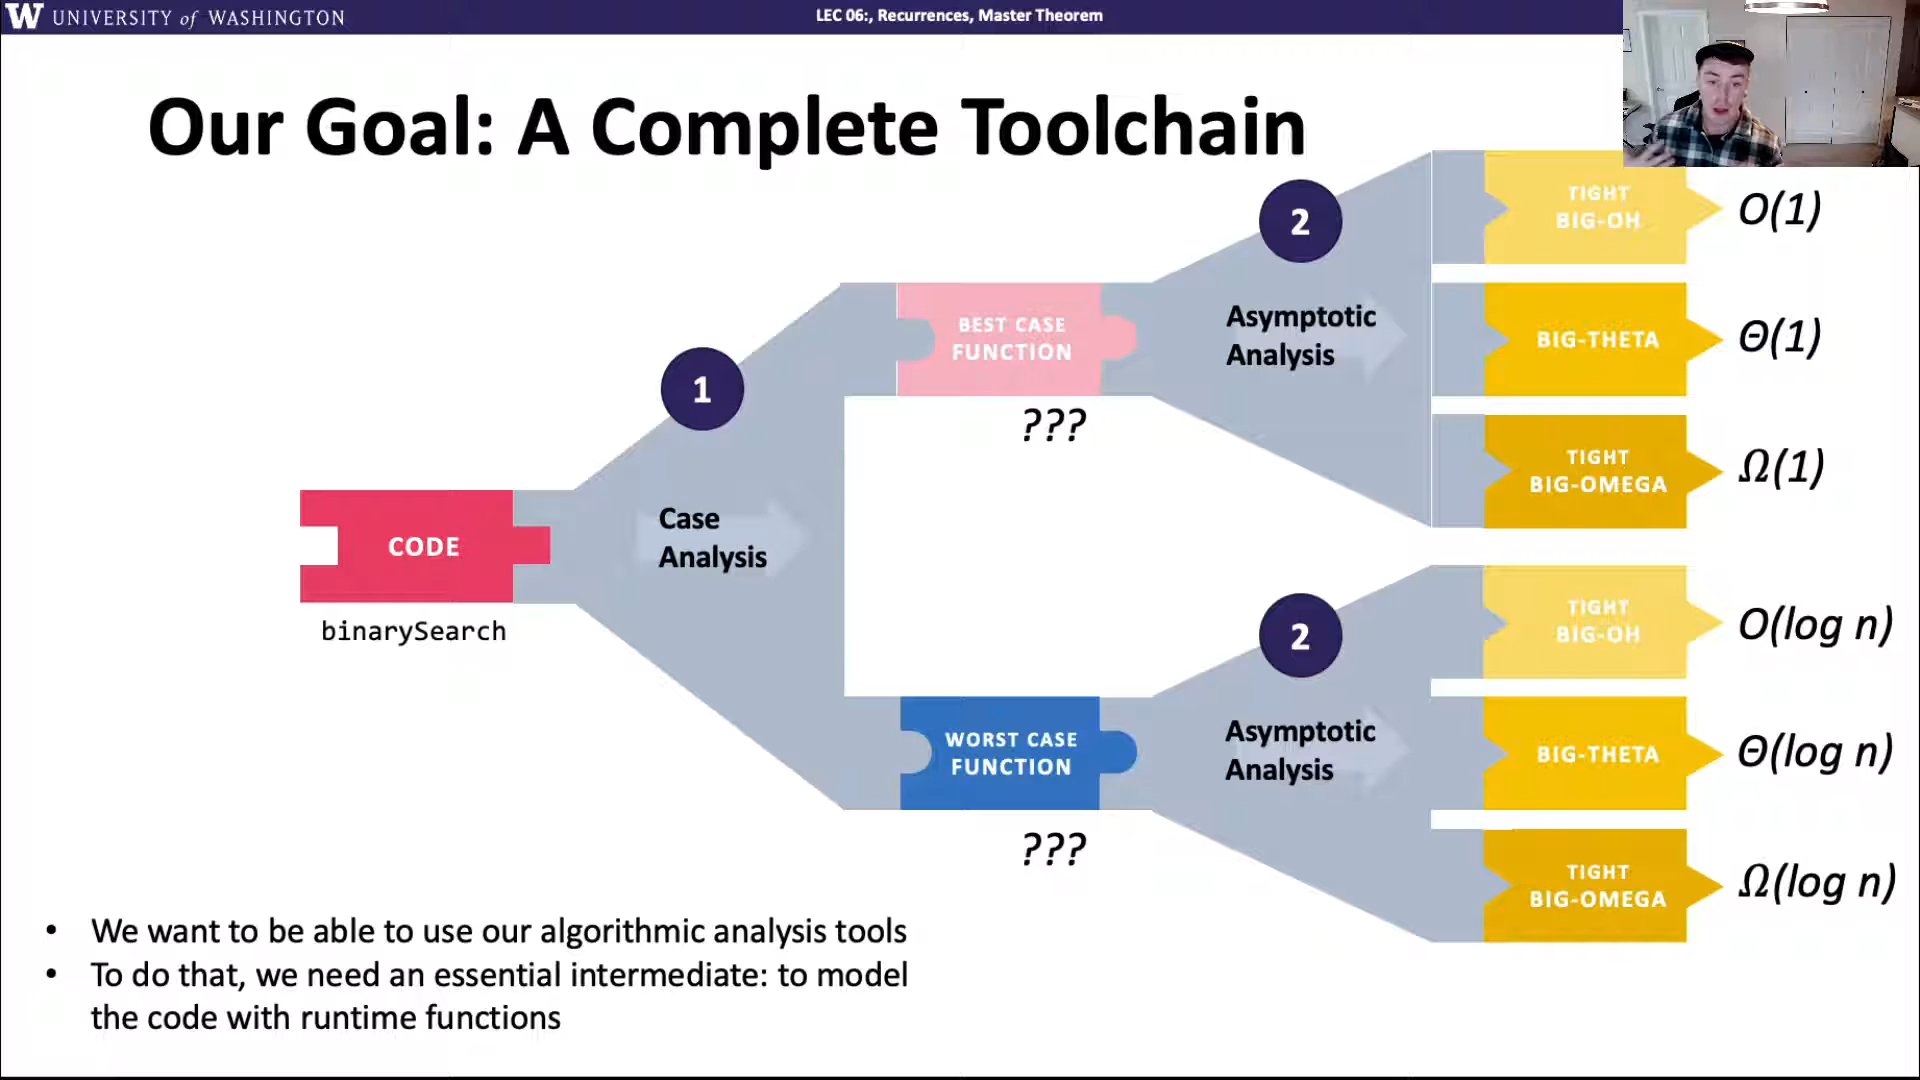 W UNIVERSITY of WASHINGTON
LEC 06:, Recurrences, Master Theorem
Our Goal: A Complete Toolchain
1
Case
Analysis
CODE
binarySearch
BEST CASE
FUNCTION
???
2
Asymptotic
Analysis
TIGHT
BIG-OH
O(1)
BIG-THETA
Θ(1)
TIGHT
BIG-OMEGA
Ω(1)
WORST CASE
FUNCTION
???
2
Asymptotic
Analysis
TIGHT
BIG-OH
O(log n)
BIG-THETA
Θ(log n)
TIGHT
BIG-OMEGA
Ω(log n)
• We want to be able to use our algorithmic analysis tools
• To do that, we need an essential intermediate: to model
the code with runtime functions